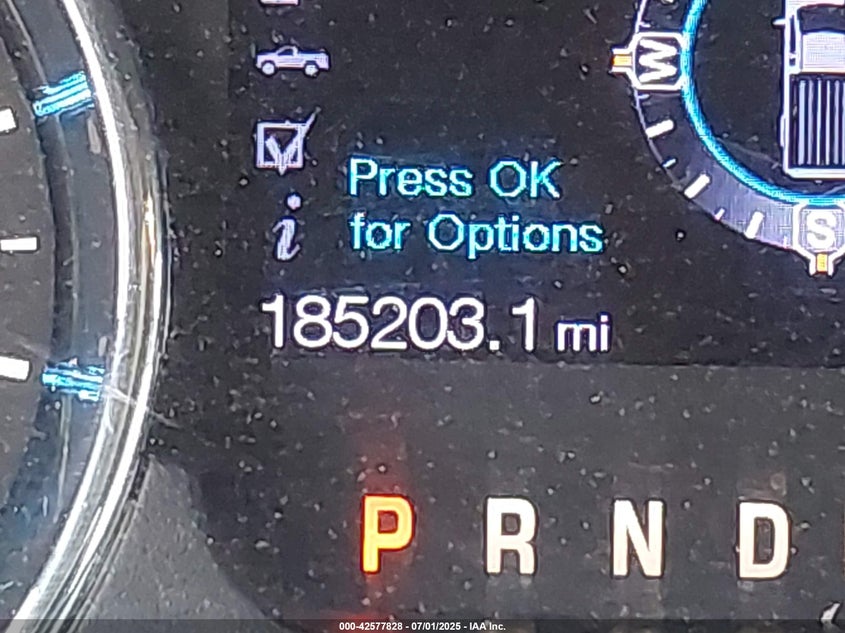 W
Press OK
for Options
S
185203.1 mi
P R N D
000-42577828 - 07/01/2025 - IAA Inc.